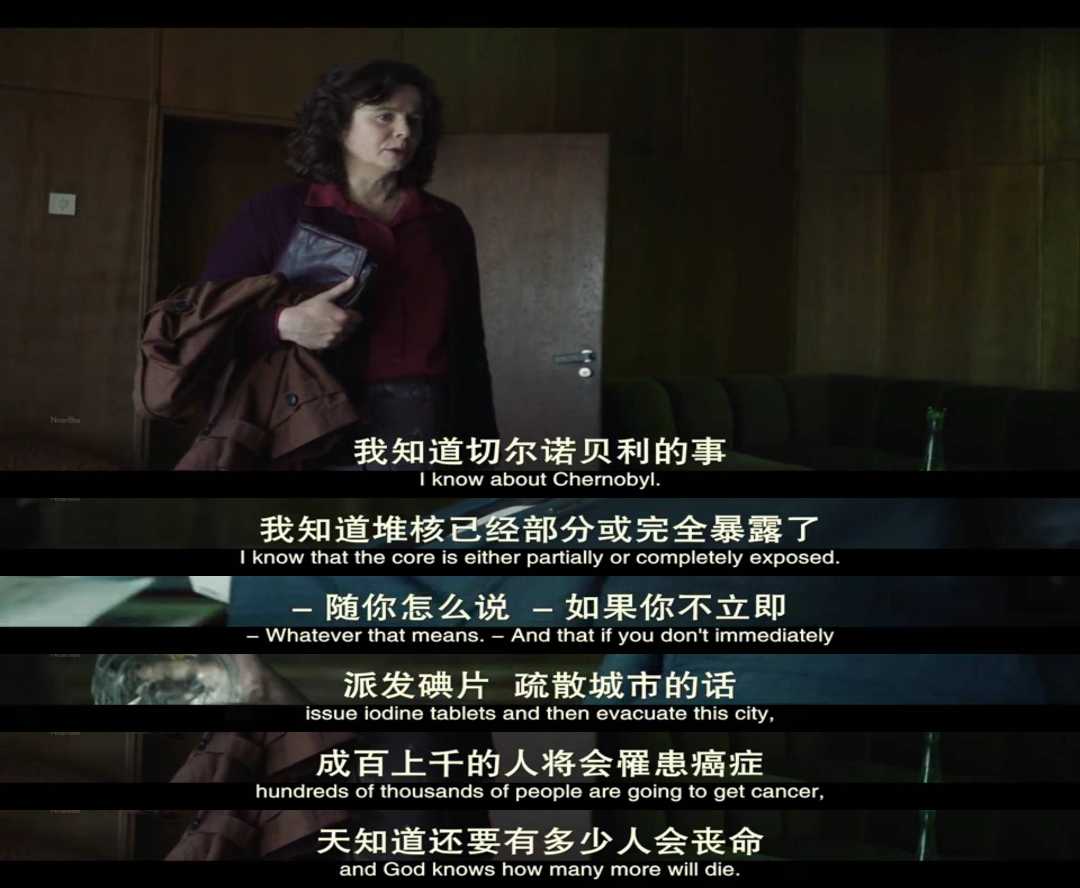 我知道切尔诺贝利的事
I know about Chernobyl.
我知道堆核已经部分或完全暴露了
I know that the core is either partially or completely exposed.
– 随你怎么说 – 如果你不立即
– Whatever that means. – And that if you don't immediately
派发碘片 疏散城市的话
issue iodine tablets and then evacuate this city,
成百上千的人将会罹患癌症
hundreds of thousands of people are going to get cancer,
天知道还要有多少人会丧命
and God knows how many more will die.